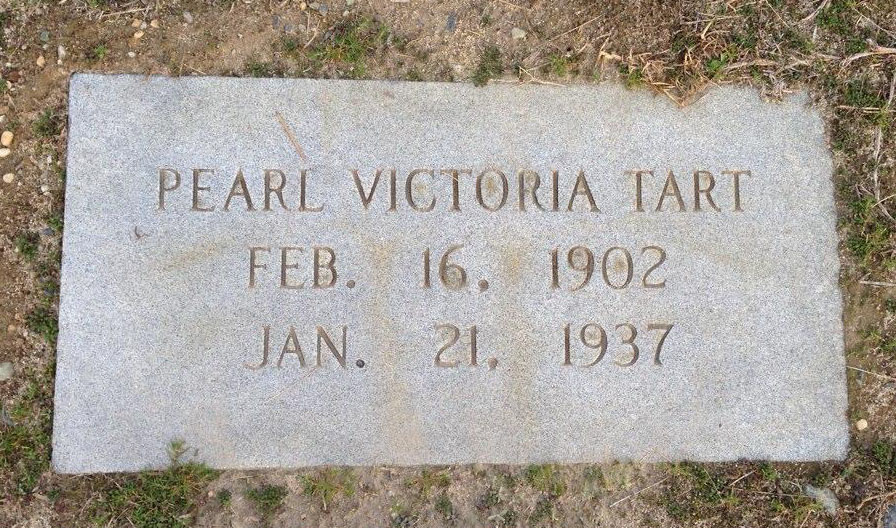 PEARL VICTORIA TART
FEB. 16. 1902
JAN. 21. 1937